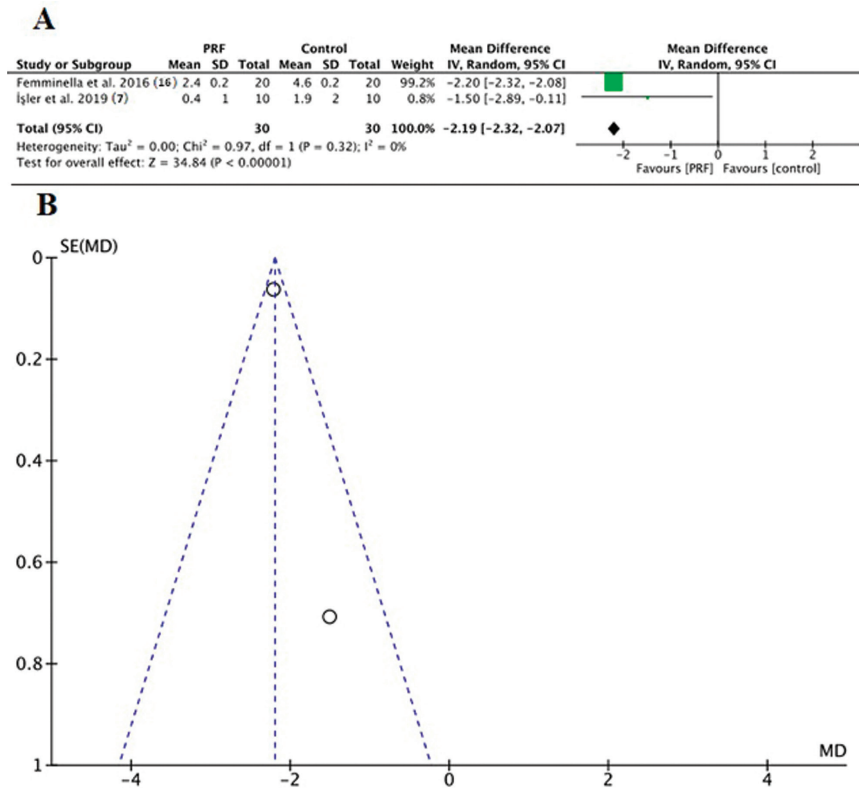 A
PRF Control Mean Difference Mean Difference
Study or Subgroup Mean SD Total Mean SD Total Weight IV, Random, 95% CI IV, Random, 95% CI
Femminella et al. 2016 (16) 2.4 0.2 20 4.6 0.2 20 99.2% −2.20 [−2.32, −2.08]
İşler et al. 2019 (7) 0.4 1 10 1.9 2 10 0.8% −1.50 [−2.89, −0.11]
Total (95% CI) 30 30 100.0% −2.19 [−2.32, −2.07]
Heterogeneity: Tau² = 0.00; Chi² = 0.97, df = 1 (P = 0.32); I² = 0%
Test for overall effect: Z = 34.84 (P < 0.00001)
−2 −1 0 1 2
Favours [PRF] Favours [control]
B
SE(MD)
0
0.2
0.4
0.6
0.8
1
MD
−4 −2 0 2 4